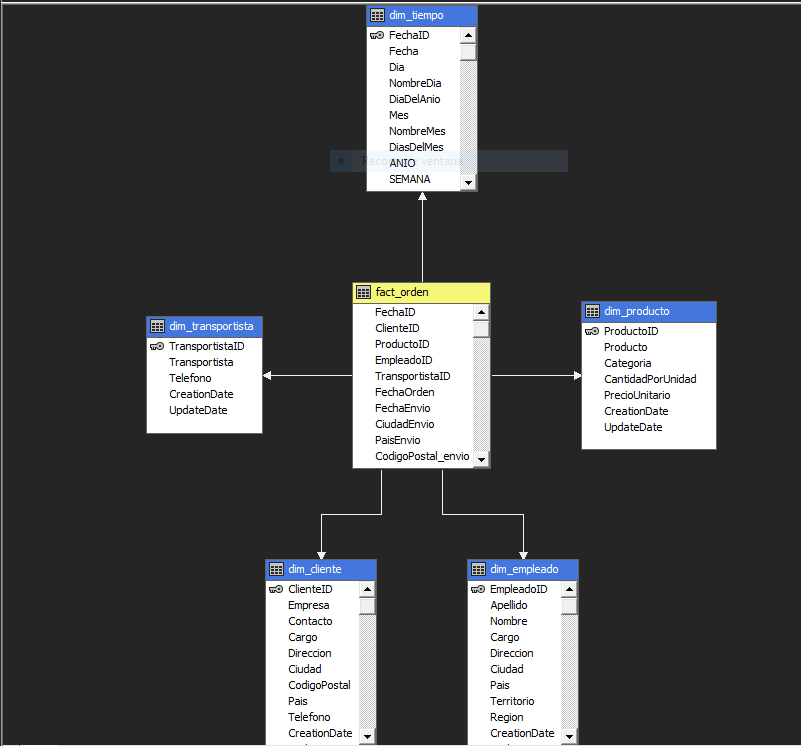 dim_tiempo
FechaID
Fecha
Dia
NombreDia
DiaDelAnio
Mes
NombreMes
DiasDelMes
ANIO
SEMANA
fact_orden
FechaID
ClienteID
ProductoID
EmpleadoID
TransportistaID
FechaOrden
FechaEnvio
CiudadEnvio
PaisEnvio
CodigoPostal_envio
dim_transportista
TransportistaID
Transportista
Telefono
CreationDate
UpdateDate
dim_producto
ProductoID
Producto
Categoria
CantidadPorUnidad
PrecioUnitario
CreationDate
UpdateDate
dim_cliente
ClienteID
Empresa
Contacto
Cargo
Direccion
Ciudad
CodigoPostal
Pais
Telefono
CreationDate
dim_empleado
EmpleadoID
Apellido
Nombre
Cargo
Direccion
Ciudad
Pais
Territorio
Region
CreationDate